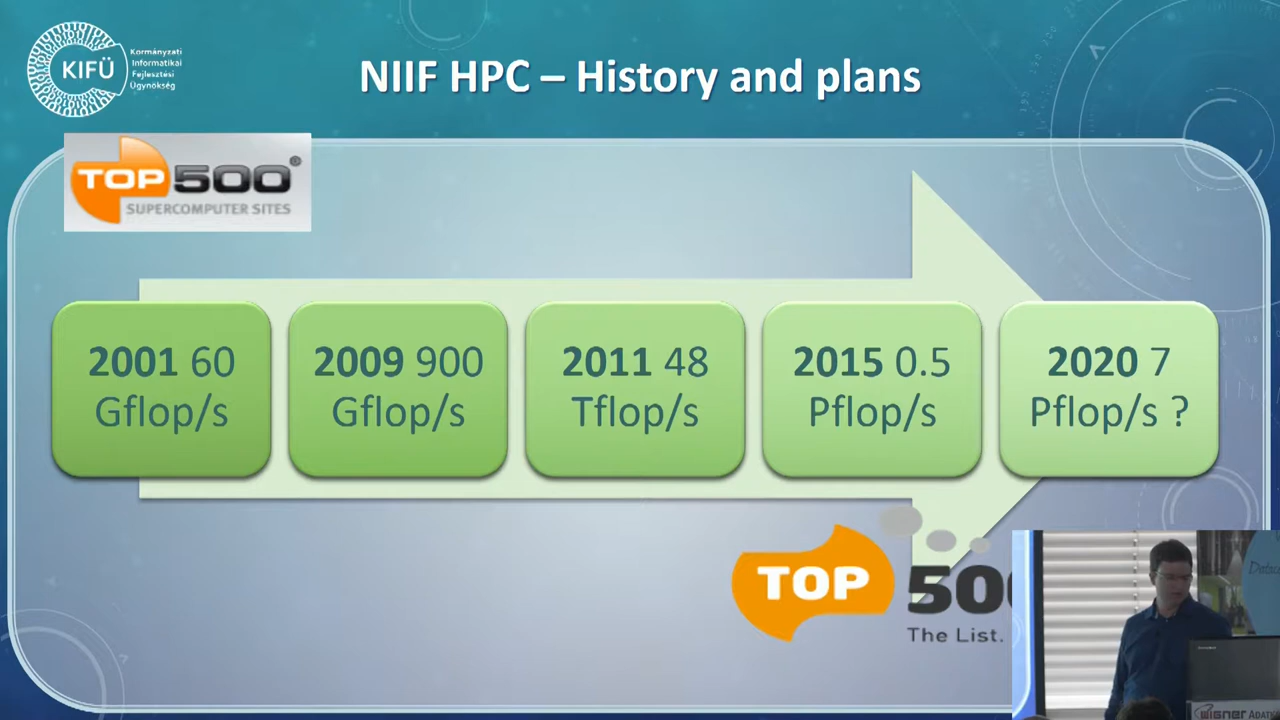 KIFÜ
Kormányzati
Informatikai
Fejlesztési
Ügynökség
NIIF HPC – History and plans
TOP500
SUPERCOMPUTER SITES
2001 60
Gflop/s
2009 900
Gflop/s
2011 48
Tflop/s
2015 0.5
Pflop/s
2020 7
Pflop/s ?
TOP 500
The List.
wigner